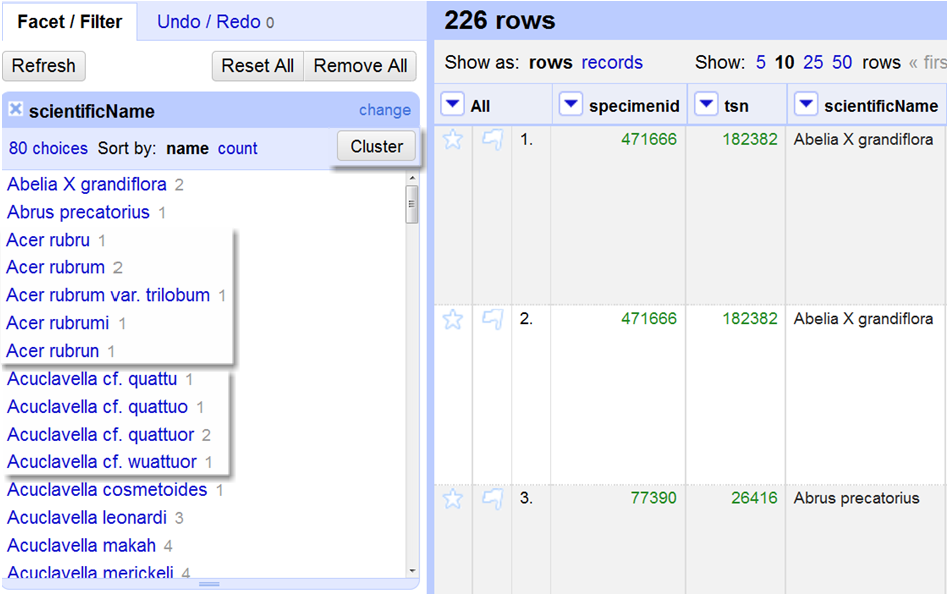 Facet / Filter
Undo / Redo 0
Refresh
Reset All
Remove All
scientificName
change
80 choices Sort by: name count
Cluster
Abelia X grandiflora 2
Abrus precatorius 1
Acer rubru 1
Acer rubrum 2
Acer rubrum var. trilobum 1
Acer rubrumi 1
Acer rubrun 1
Acuclavella cf. quattu 1
Acuclavella cf. quattuo 1
Acuclavella cf. quattuor 2
Acuclavella cf. wuattuor 1
Acuclavella cosmetoides 1
Acuclavella leonardi 3
Acuclavella makah 4
Acuclavella merickeli 4
226 rows
Show as: rows records
Show: 5 10 25 50 rows « firs
All
specimenid
tsn
scientificName
1. 471666 182382 Abelia X grandiflora
2. 471666 182382 Abelia X grandiflora
3. 77390 26416 Abrus precatorius